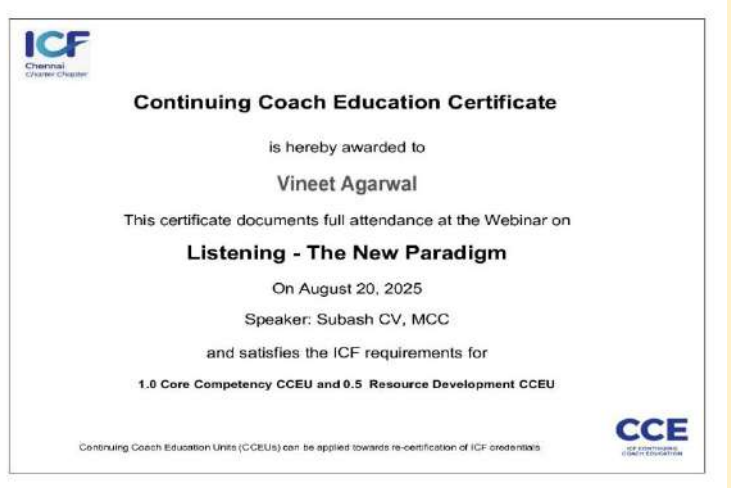 ICF
Chennai
Charter Chapter
Continuing Coach Education Certificate
is hereby awarded to
Vineet Agarwal
This certificate documents full attendance at the Webinar on
Listening - The New Paradigm
On August 20, 2025
Speaker: Subash CV, MCC
and satisfies the ICF requirements for
1.0 Core Competency CCEU and 0.5 Resource Development CCEU
Continuing Coach Education Units (CCEUs) can be applied towards re-certification of ICF credentials
CCE
ICF CONTINUING
COACH EDUCATION